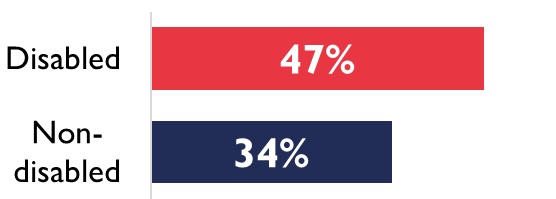 Disabled
47%
Non-
disabled
34%